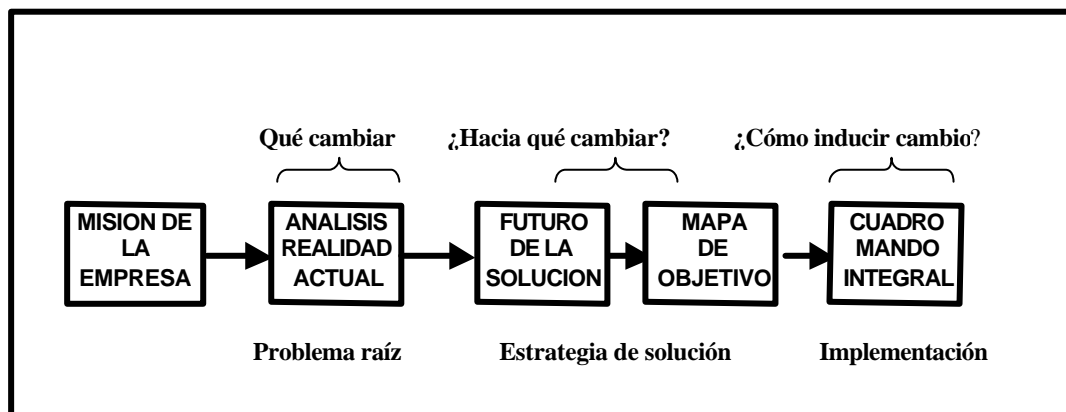 Qué cambiar ¿Hacia qué cambiar? ¿Cómo inducir cambio?
MISION DE
LA
EMPRESA
ANALISIS
REALIDAD
ACTUAL
FUTURO
DE LA
SOLUCION
MAPA
DE
OBJETIVO
CUADRO
MANDO
INTEGRAL
Problema raíz Estrategia de solución Implementación